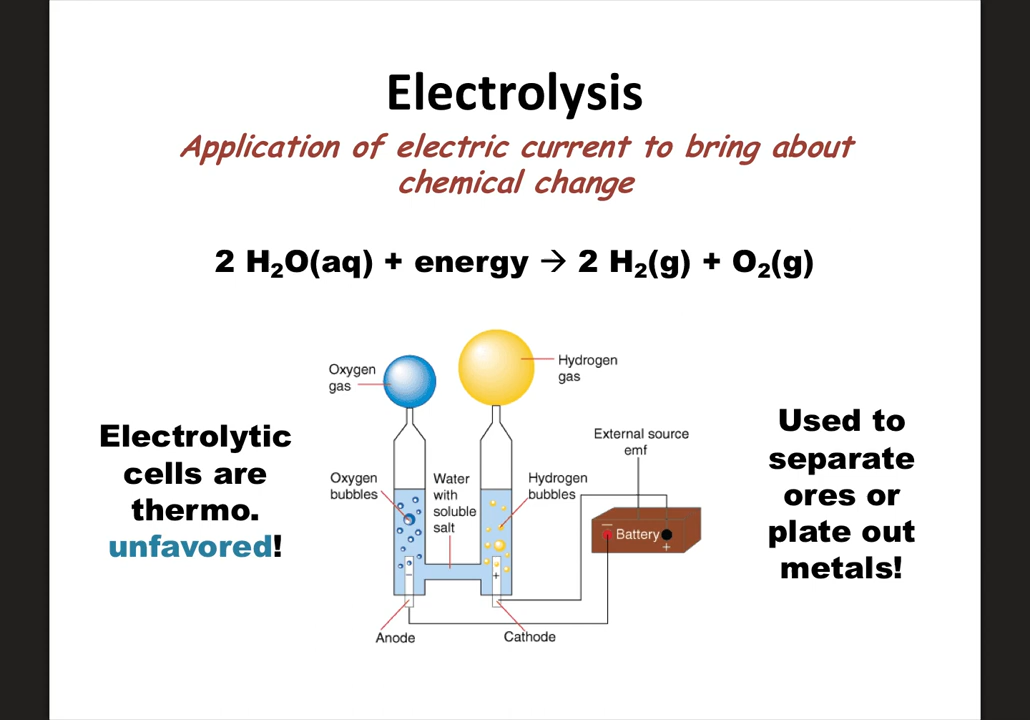 Electrolysis
Application of electric current to bring about
chemical change
2 H₂O(aq) + energy → 2 H₂(g) + O₂(g)
Oxygen
gas
Hydrogen
gas
Electrolytic
cells are
thermo.
unfavored!
Oxygen
bubbles
Water
with
soluble
salt
Hydrogen
bubbles
External source
emf
−
Battery
+
−
+
Anode
Cathode
Used to
separate
ores or
plate out
metals!